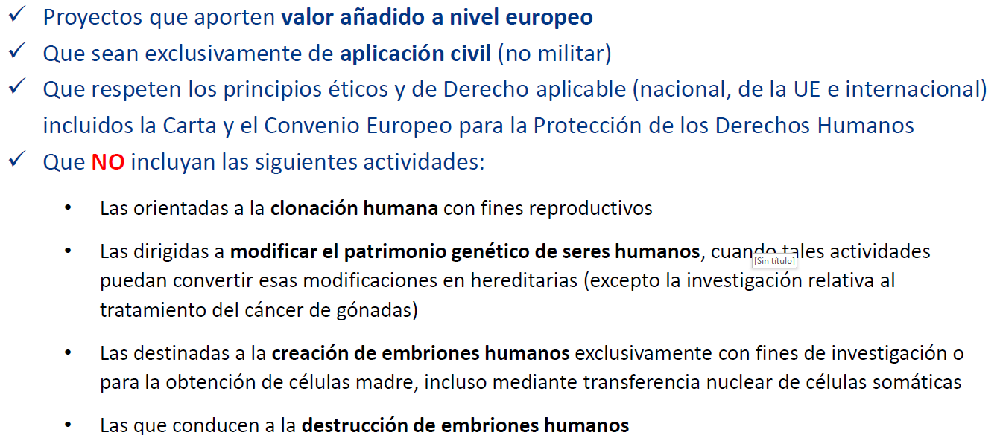 ✓ Proyectos que aporten valor añadido a nivel europeo
✓ Que sean exclusivamente de aplicación civil (no militar)
✓ Que respeten los principios éticos y de Derecho aplicable (nacional, de la UE e internacional)
incluidos la Carta y el Convenio Europeo para la Protección de los Derechos Humanos
✓ Que NO incluyan las siguientes actividades:
• Las orientadas a la clonación humana con fines reproductivos
• Las dirigidas a modificar el patrimonio genético de seres humanos, cuando tales actividades
[Sin título]
puedan convertir esas modificaciones en hereditarias (excepto la investigación relativa al
tratamiento del cáncer de gónadas)
• Las destinadas a la creación de embriones humanos exclusivamente con fines de investigación o
para la obtención de células madre, incluso mediante transferencia nuclear de células somáticas
• Las que conducen a la destrucción de embriones humanos